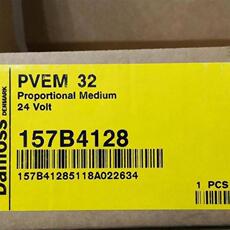 Danfoss
DENMARK
PVEM 32
Proportional Medium
24 Volt
157B4128
157B41285118A022634
1 PCS